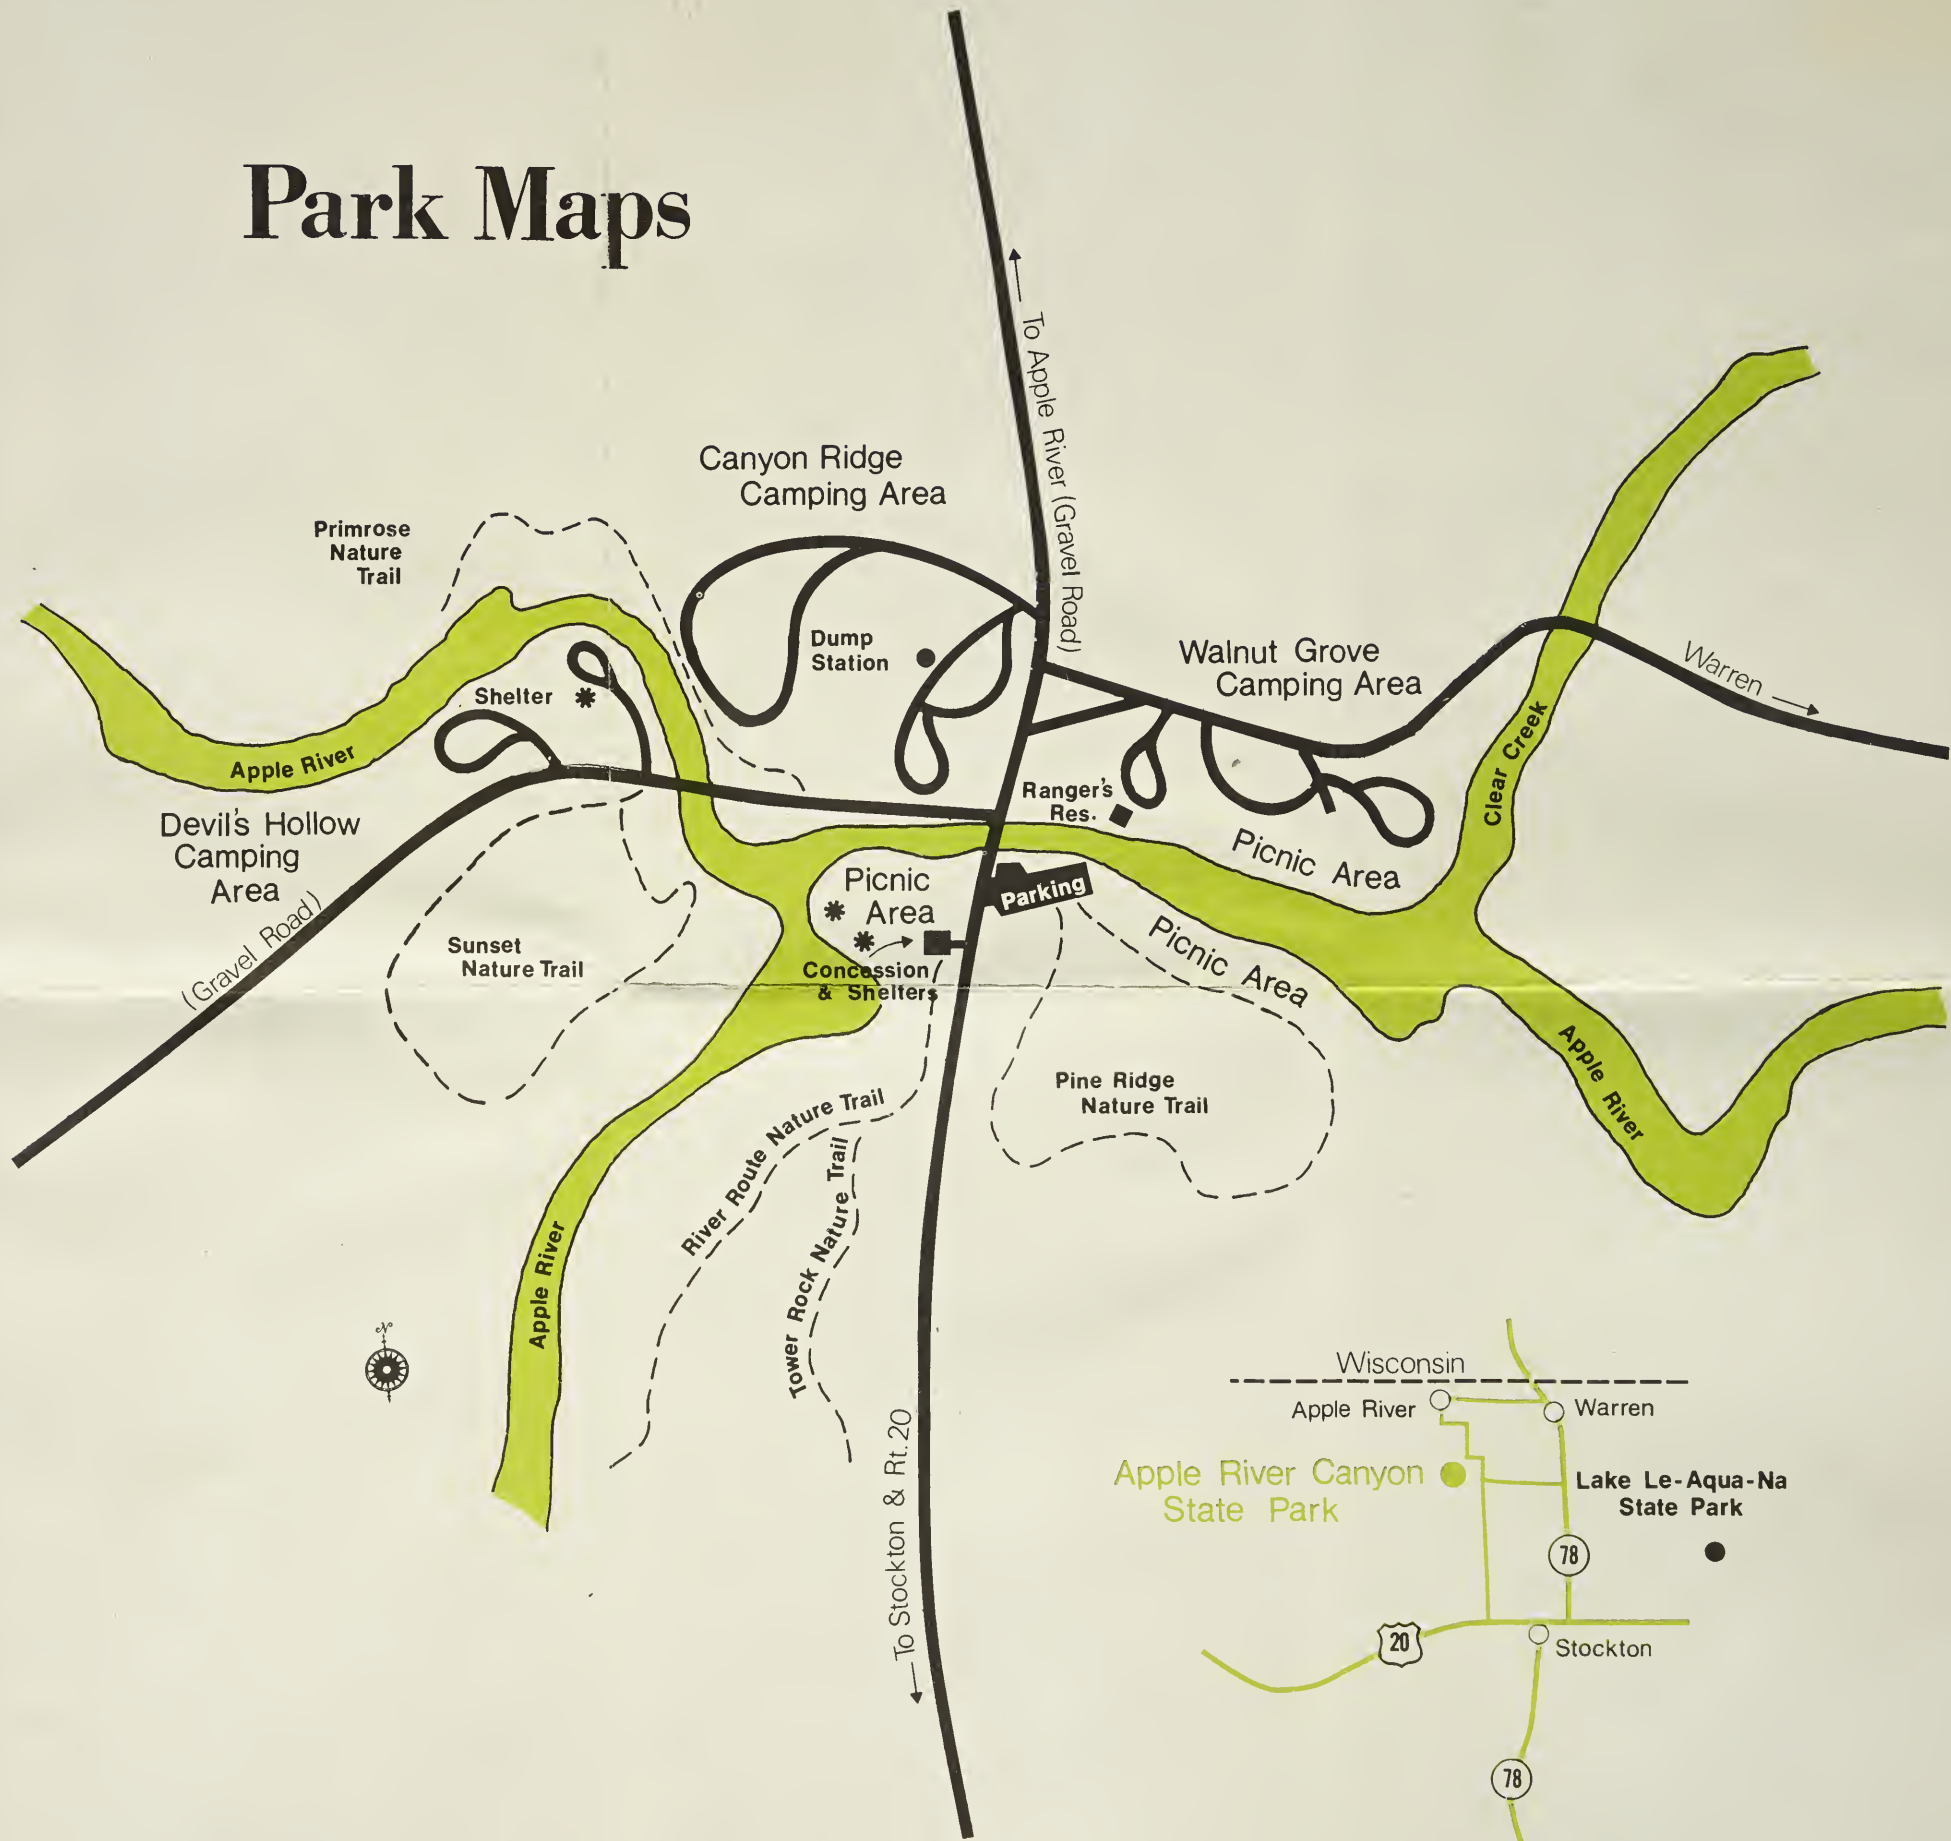 Park Maps
To Apple River (Gravel Road)
Canyon Ridge
Camping Area
Primrose
Nature
Trail
Dump
Station
Walnut Grove
Camping Area
Warren
Shelter
Apple River
Clear Creek
Ranger's
Res.
Devil's Hollow
Camping
Area
(Gravel Road)
Picnic Area
Picnic
Area
Parking
Sunset
Nature Trail
Concession
& Shelters
Picnic Area
Apple River
Pine Ridge
Nature Trail
River Route Nature Trail
Tower Rock Nature Trail
Apple River
N
To Stockton & Rt. 20
Wisconsin
Apple River
Warren
Apple River Canyon
State Park
Lake Le-Aqua-Na
State Park
78
20
Stockton
78